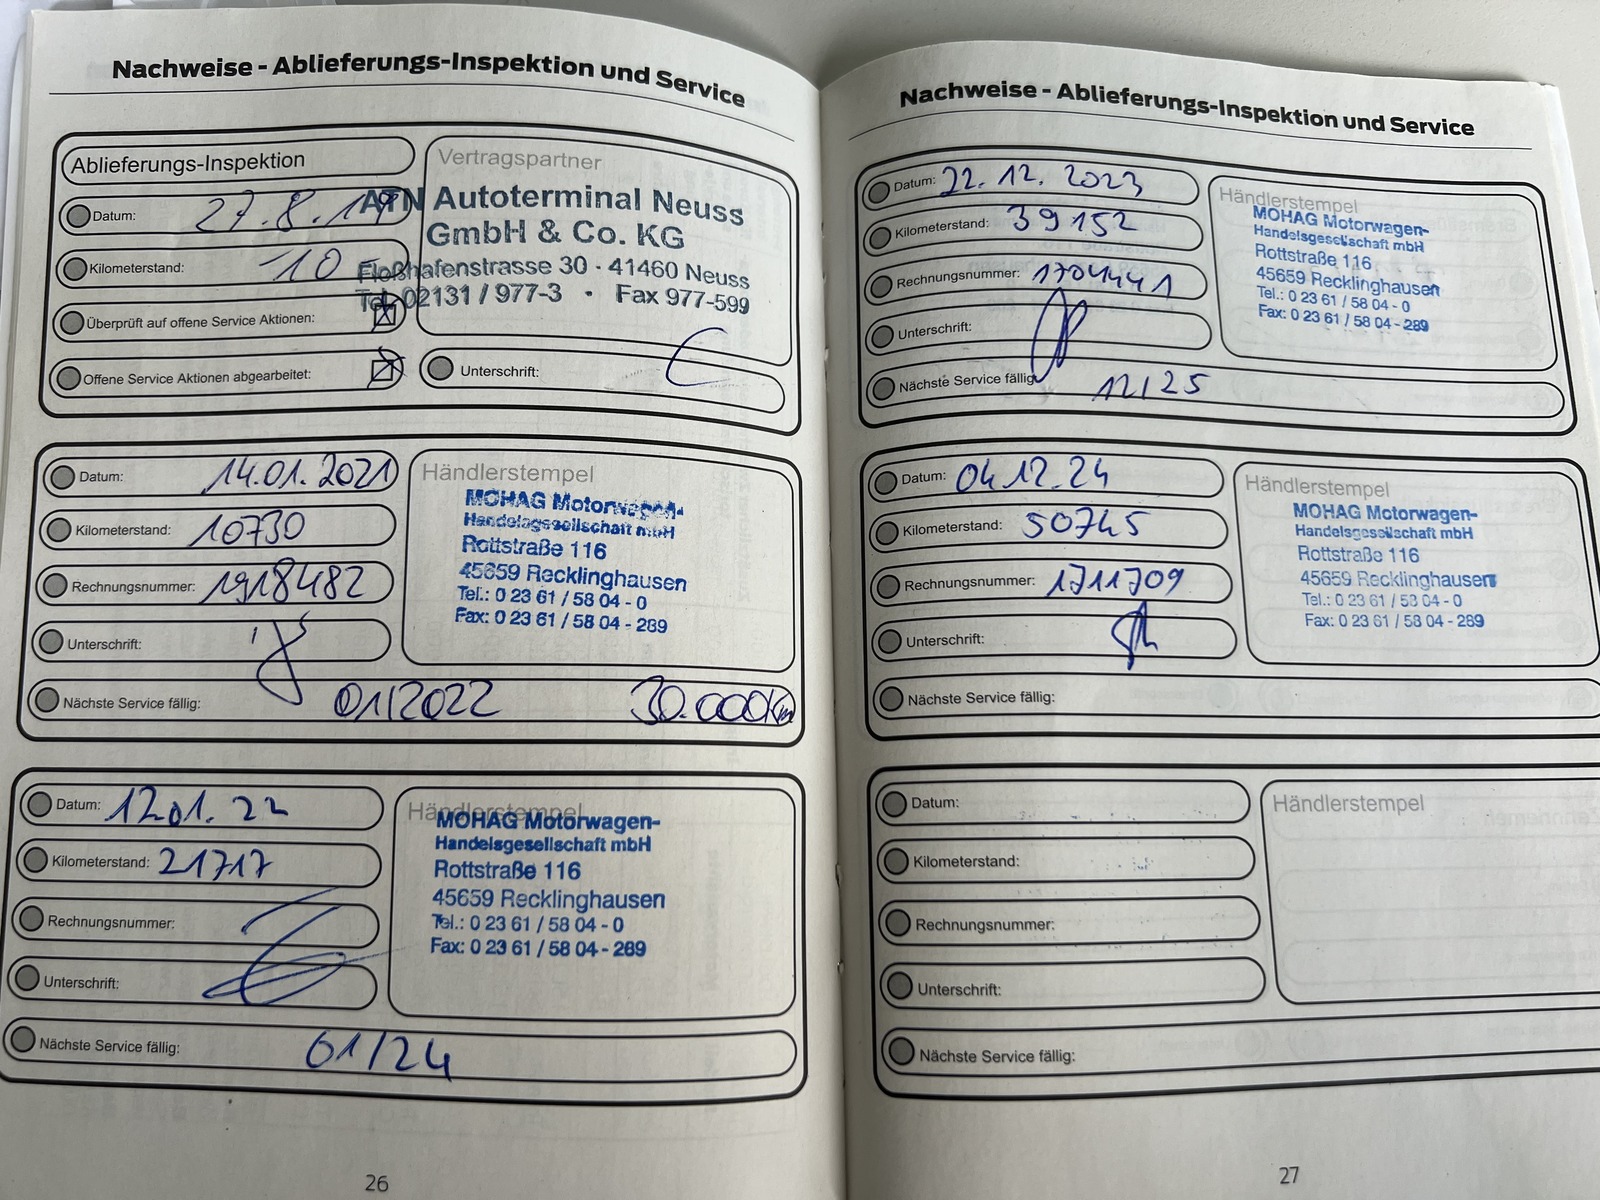 Nachweise - Ablieferungs-Inspektion und Service
Ablieferungs-Inspektion
Datum: 27.8.19
Kilometerstand: 10
Überprüft auf offene Service Aktionen:
Offene Service Aktionen abgearbeitet:
Vertragspartner
ATN Autoterminal Neuss
GmbH & Co. KG
Floßhafenstrasse 30 · 41460 Neuss
Tel. 02131 / 977-3 · Fax 977-599
Unterschrift:
Datum: 14.01.2021
Kilometerstand: 10730
Rechnungsnummer: 1918482
Unterschrift:
Händlerstempel
MOHAG Motorwagen-
Handelsgesellschaft mbH
Rottstraße 116
45659 Recklinghausen
Tel.: 0 23 61 / 58 04 - 0
Fax: 0 23 61 / 58 04 - 289
Nächste Service fällig: 01/2022 30.000km
Datum: 12.01.22
Kilometerstand: 21717
Rechnungsnummer:
Unterschrift:
Händlerstempel
MOHAG Motorwagen-
Handelsgesellschaft mbH
Rottstraße 116
45659 Recklinghausen
Tel.: 0 23 61 / 58 04 - 0
Fax: 0 23 61 / 58 04 - 289
Nächste Service fällig: 01/24
26
Nachweise - Ablieferungs-Inspektion und Service
Datum: 22.12.2023
Kilometerstand: 39152
Rechnungsnummer: 1704441
Unterschrift:
Händlerstempel
MOHAG Motorwagen-
Handelsgesellschaft mbH
Rottstraße 116
45659 Recklinghausen
Tel.: 0 23 61 / 58 04 - 0
Fax: 0 23 61 / 58 04 - 289
Nächste Service fällig: 12/25
Datum: 04.12.24
Kilometerstand: 50745
Rechnungsnummer: 1711709
Unterschrift:
Händlerstempel
MOHAG Motorwagen-
Handelsgesellschaft mbH
Rottstraße 116
45659 Recklinghausen
Tel.: 0 23 61 / 58 04 - 0
Fax: 0 23 61 / 58 04 - 289
Nächste Service fällig:
Datum:
Kilometerstand:
Rechnungsnummer:
Unterschrift:
Händlerstempel
Nächste Service fällig:
27